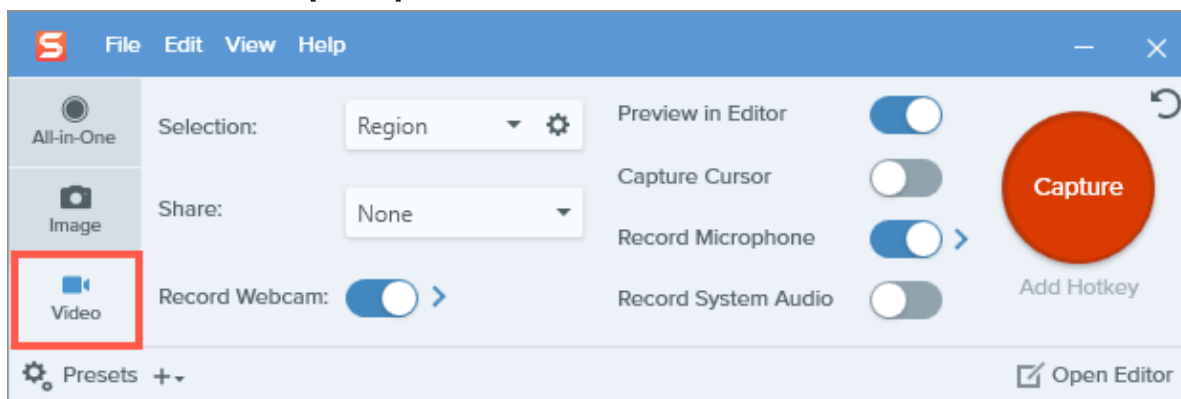 File Edit View Help
All-in-One
Image
Video
Selection: Region
Share: None
Record Webcam:
Preview in Editor
Capture Cursor
Record Microphone
Record System Audio
Capture
Add Hotkey
Presets
Open Editor